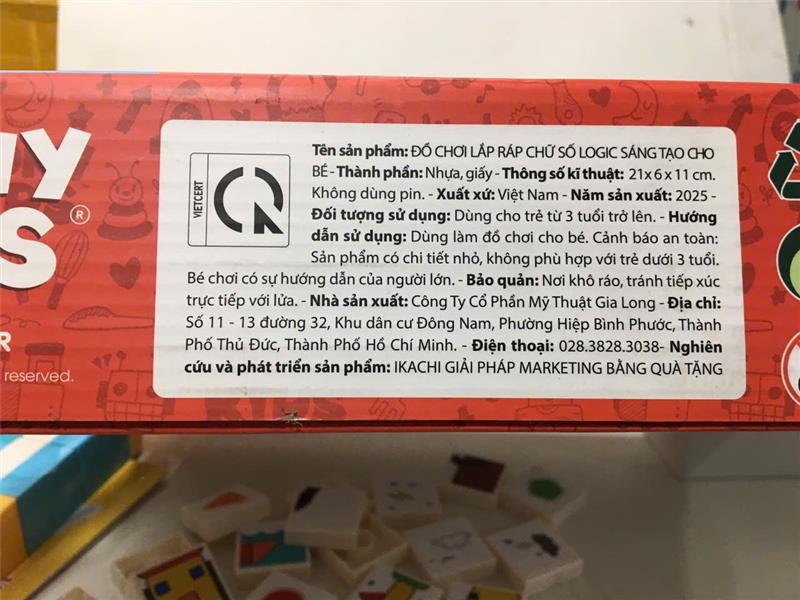 Tên sản phẩm: ĐỒ CHƠI LẮP RÁP CHỮ SỐ LOGIC SÁNG TẠO CHO
BÉ - Thành phần: Nhựa, giấy - Thông số kĩ thuật: 21x 6 x 11 cm.
Không dùng pin. - Xuất xứ: Việt Nam - Năm sản xuất: 2025 -
Đối tượng sử dụng: Dùng cho trẻ từ 3 tuổi trở lên. - Hướng
dẫn sử dụng: Dùng làm đồ chơi cho bé. Cảnh báo an toàn:
Sản phẩm có chi tiết nhỏ, không phù hợp với trẻ dưới 3 tuổi.
Bé chơi có sự hướng dẫn của người lớn. - Bảo quản: Nơi khô ráo, tránh tiếp xúc
trực tiếp với lửa. - Nhà sản xuất: Công Ty Cổ Phần Mỹ Thuật Gia Long - Địa chỉ:
Số 11 - 13 đường 32, Khu dân cư Đông Nam, Phường Hiệp Bình Phước, Thành
Phố Thủ Đức, Thành Phố Hồ Chí Minh. - Điện thoại: 028.3828.3038- Nghiên
cứu và phát triển sản phẩm: IKACHI GIẢI PHÁP MARKETING BẰNG QUÀ TẶNG
VIETCERT
reserved.
KIDS